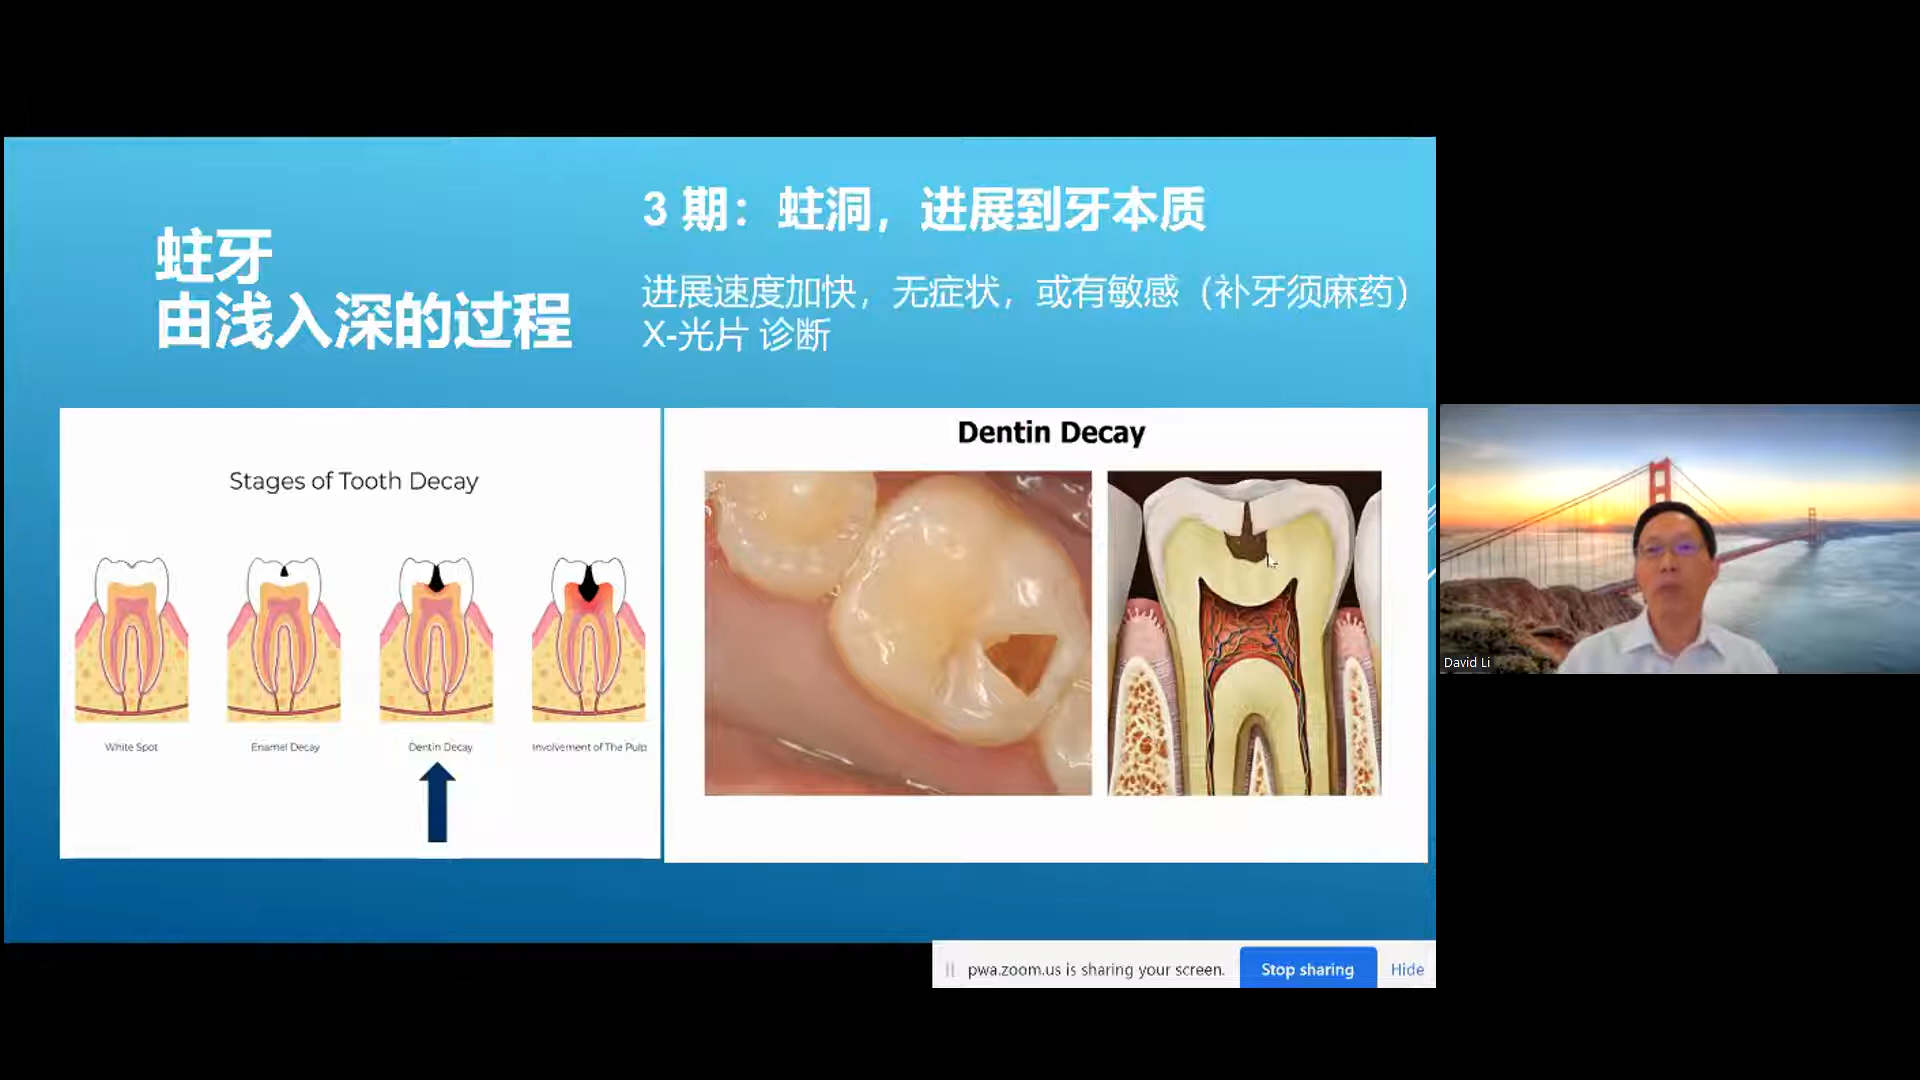 蛀牙
由浅入深的过程
3 期：蛀洞，进展到牙本质
进展速度加快，无症状，或有敏感（补牙须麻药）
X-光片 诊断
Stages of Tooth Decay
White Spot
Enamel Decay
Dentin Decay
Involvement of The Pulp
Dentin Decay
David Li
pwa.zoom.us is sharing your screen.
Stop sharing
Hide